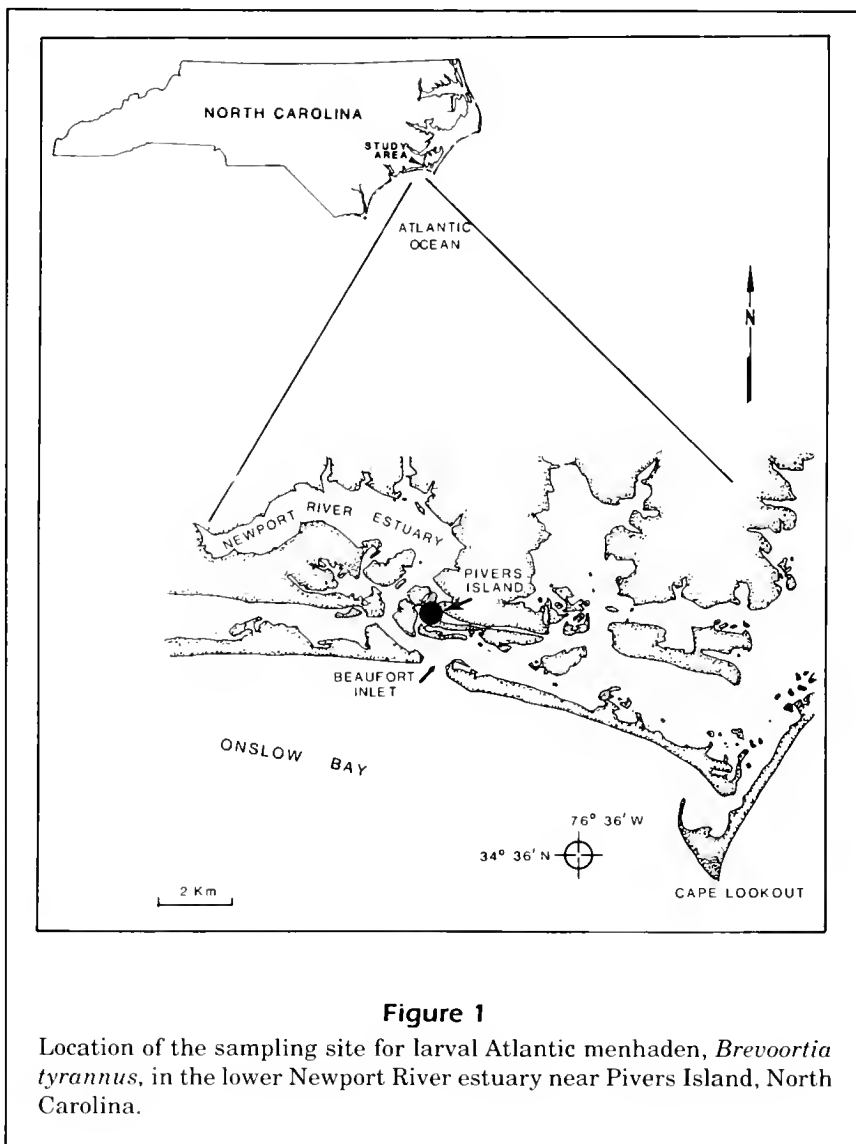 NORTH CAROLINA
STUDY
AREA
ATLANTIC
OCEAN
N
NEWPORT RIVER ESTUARY
PIVERS
ISLAND
BEAUFORT
INLET
ONSLOW BAY
76° 36' W
34° 36' N
2 Km
CAPE LOOKOUT
Figure 1
Location of the sampling site for larval Atlantic menhaden, Brevoortia
tyrannus, in the lower Newport River estuary near Pivers Island, North
Carolina.